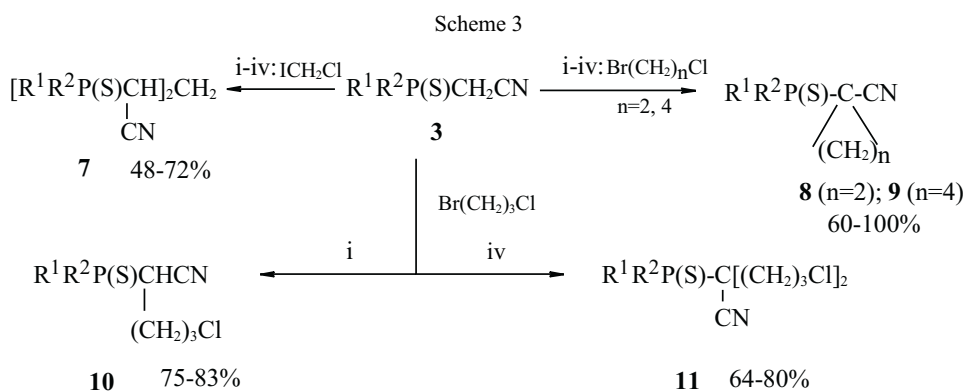 Scheme 3
i-iv: ICH₂Cl
i-iv: Br(CH₂)ₙCl
n=2, 4
[R¹R²P(S)CH]₂CH₂
CN
7 48-72%
R¹R²P(S)CH₂CN
3
R¹R²P(S)-C-CN
(CH₂)n
8 (n=2); 9 (n=4)
60-100%
Br(CH₂)₃Cl
i
iv
R¹R²P(S)CHCN
(CH₂)₃Cl
10 75-83%
R¹R²P(S)-C[(CH₂)₃Cl]₂
CN
11 64-80%